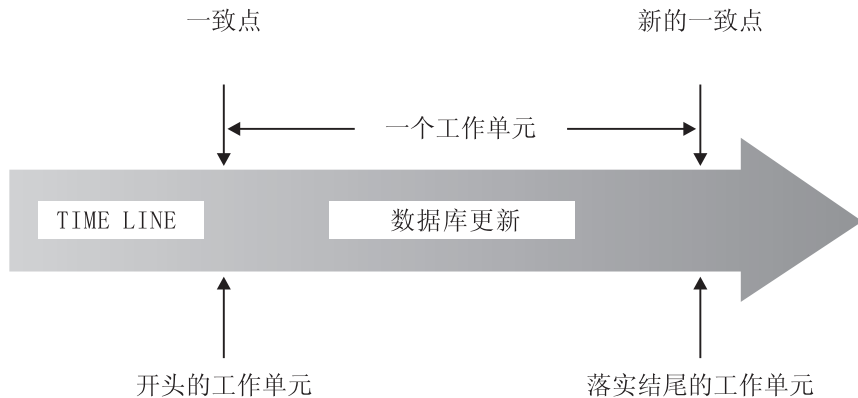 一致点
新的一致点
一个工作单元
TIME LINE
数据库更新
开头的工作单元
落实结尾的工作单元